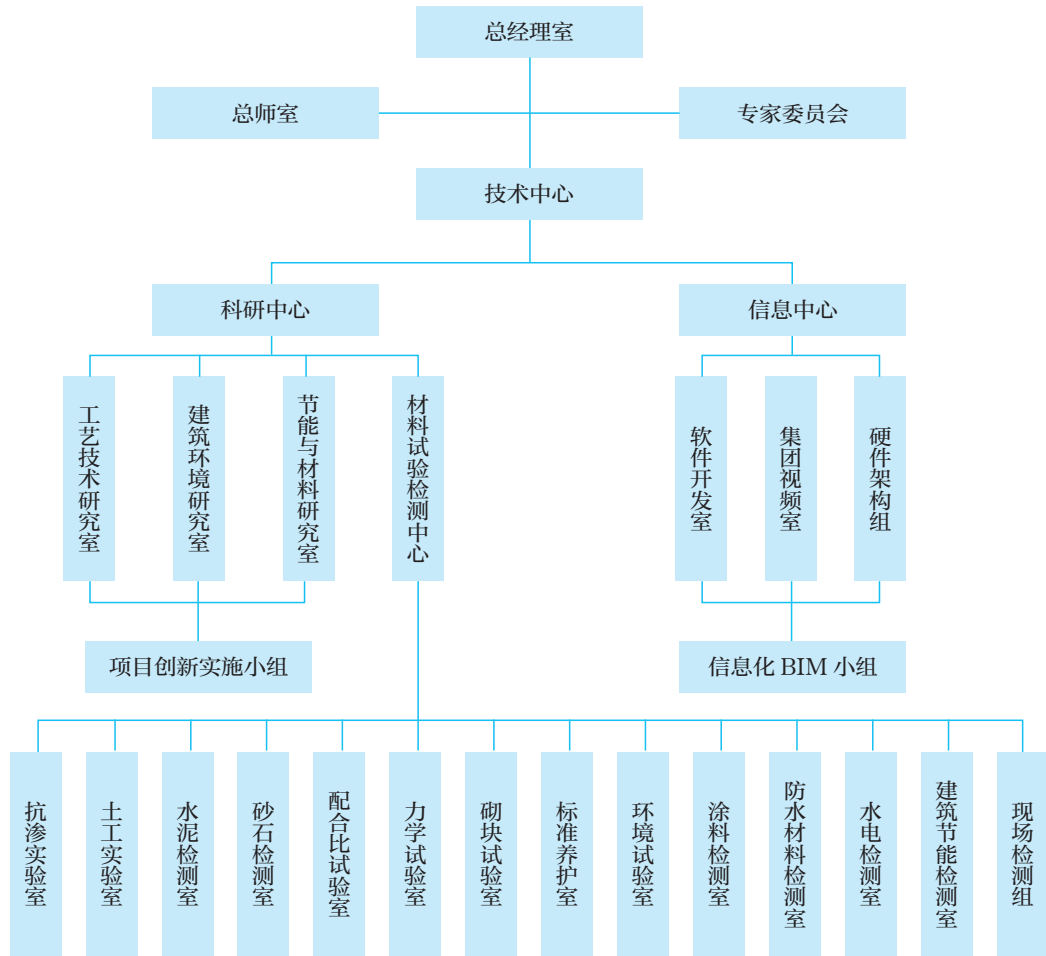 总经理室
总师室
专家委员会
技术中心
科研中心
信息中心
工艺技术研究室
建筑环境研究室
节能与材料研究室
材料试验检测中心
软件开发室
集团视频室
硬件架构组
项目创新实施小组
信息化 BIM 小组
抗渗实验室
土工实验室
水泥检测室
砂石检测室
配合比试验室
力学试验室
砌块试验室
标准养护室
环境试验室
涂料检测室
防水材料检测室
水电检测室
建筑节能检测室
现场检测组